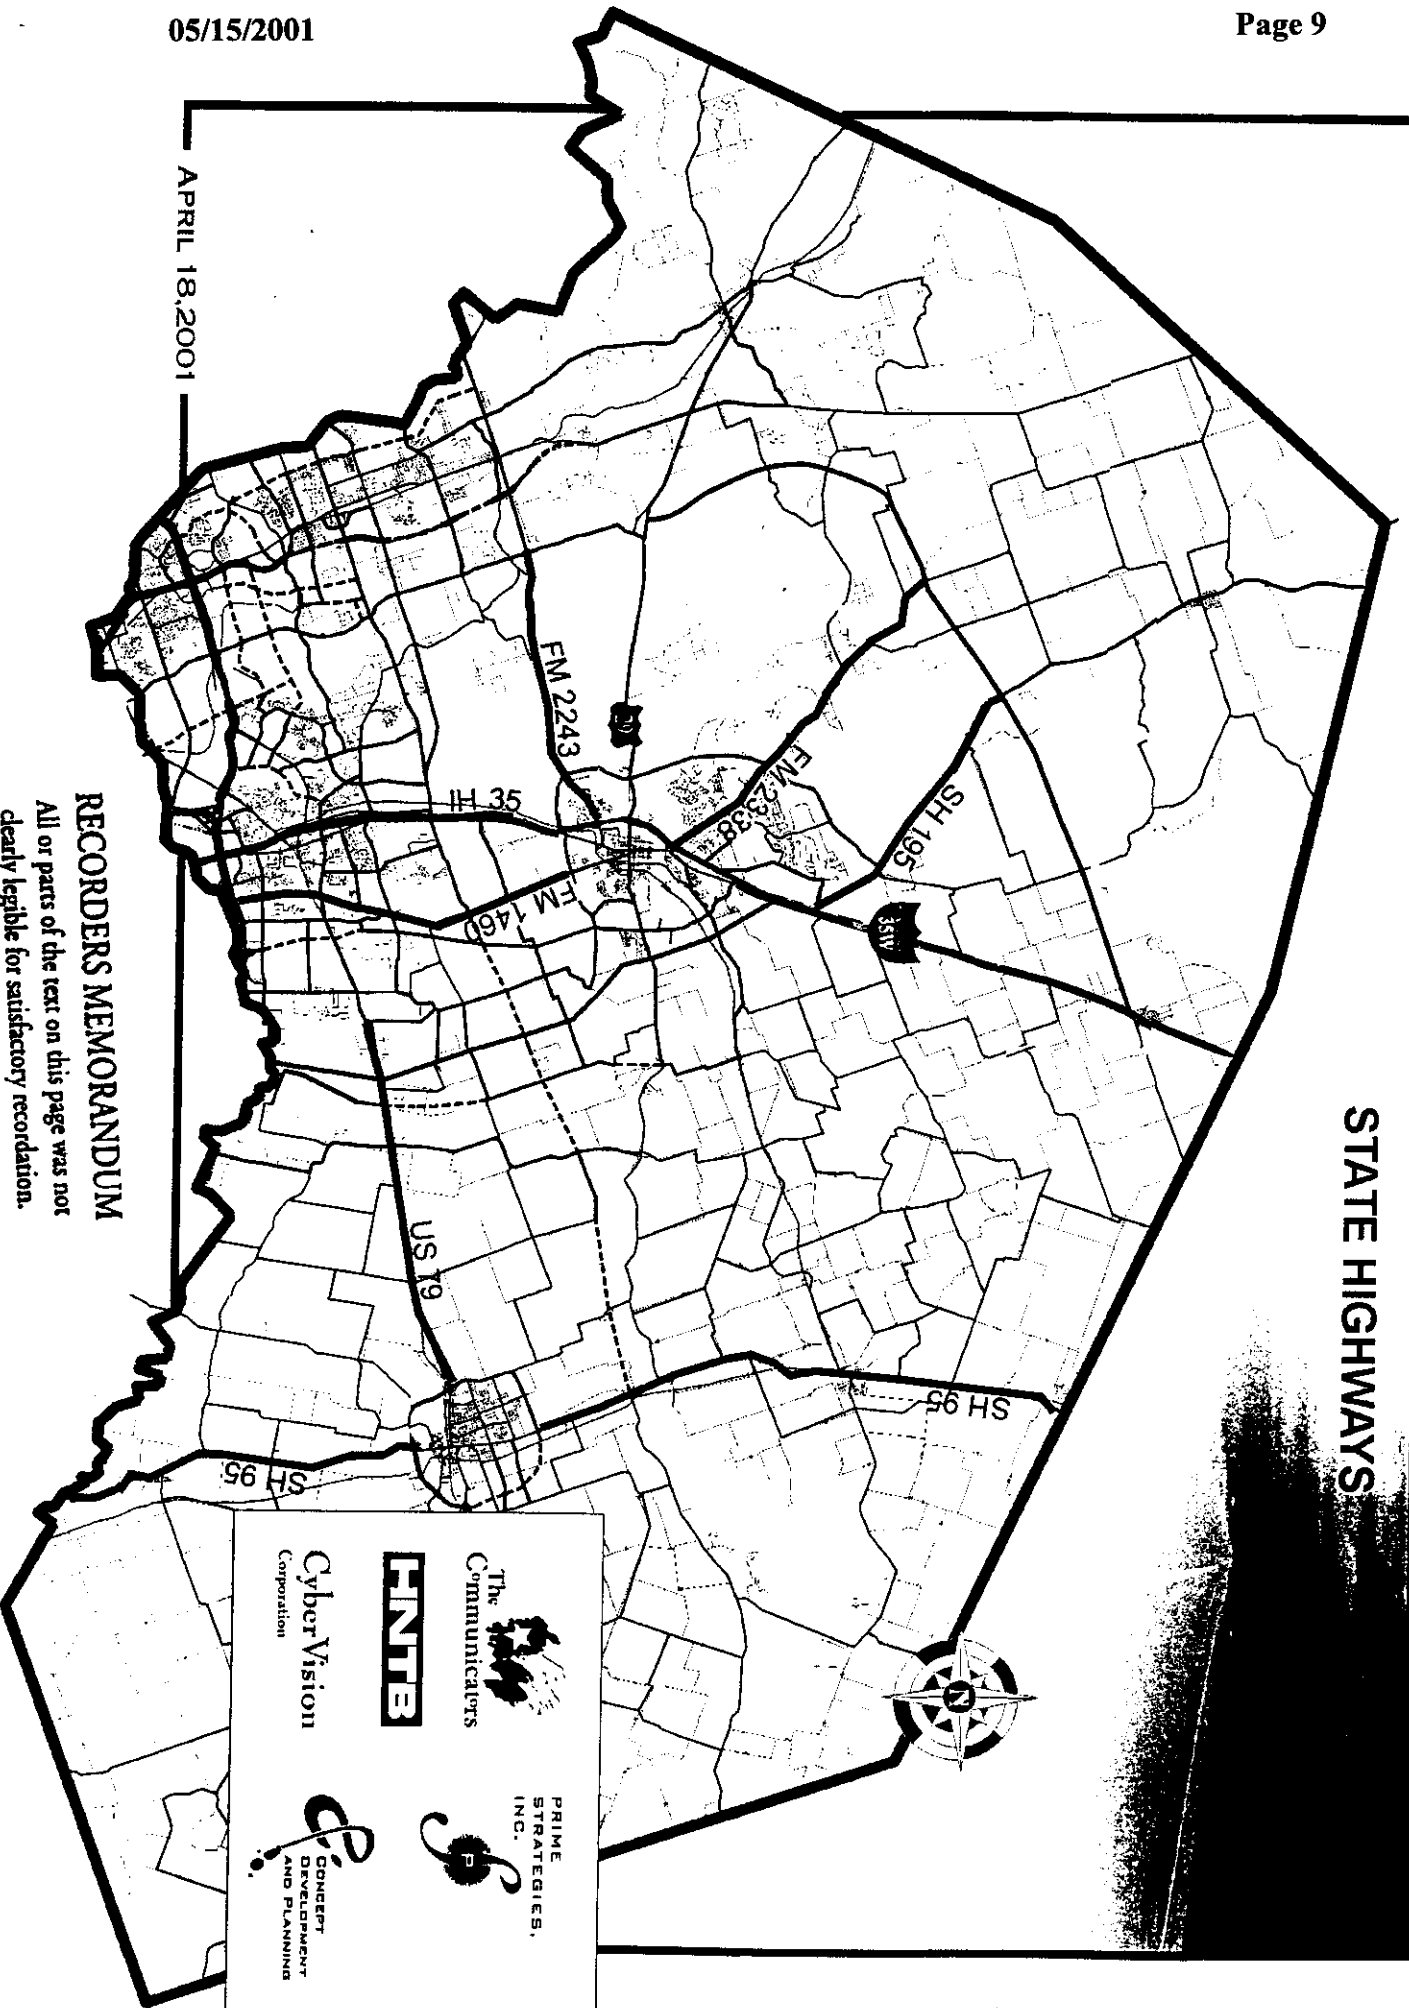 05/15/2001
Page 9
STATE HIGHWAYS
APRIL 18,2001
FM 2243
IH 35
FM 2338
SH 195
35W
FM 1460
US 79
SH 95
SH 95
N
The
Communicators
HNTB
CyberVision
Corporation
PRIME
STRATEGIES,
INC.
P
CONCEPT
DEVELOPMENT
AND PLANNING
RECORDERS MEMORANDUM
All or parts of the text on this page was not
clearly legible for satisfactory recordation.